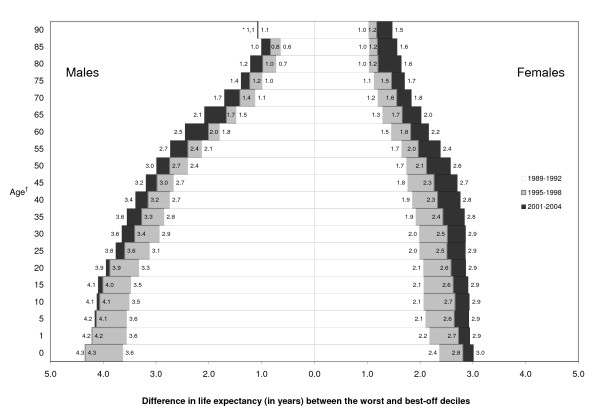 90 * 1,1 1.1 1.0 1.2 1.5
85 1.0 0.8 0.6 1.0 1.2 1.6
80 1.2 1.0 0.7 1.0 1.2 1.6
Males Females
75 1.4 1.2 1.0 1.1 1.5 1.7
70 1.7 1.4 1.1 1.2 1.6 1.8
65 2.1 1.7 1.5 1.3 1.7 2.0
60 2.5 2.0 1.8 1.5 1.8 2.2
55 2.7 2.4 2.1 1.7 2.0 2.4
50 3.0 2.7 2.4 1.7 2.1 2.6
1989-1992
45 3.2 3.0 2.7 1.8 2.3 2.7
Age†
1995-1998
40 3.4 3.2 2.7 1.9 2.3 2.8
2001-2004
35 3.6 3.3 2.8 1.9 2.4 2.8
30 3.6 3.4 2.9 2.0 2.5 2.9
25 3.8 3.6 3.1 2.0 2.5 2.9
20 3.9 3.9 3.3 2.1 2.6 2.9
15 4.1 4.0 3.5 2.1 2.6 2.9
10 4.1 4.1 3.5 2.1 2.7 2.9
5 4.2 4.1 3.6 2.1 2.6 2.9
1 4.2 4.2 3.6 2.2 2.7 2.9
0 4.3 4.3 3.6 2.4 2.8 3.0
5.0 4.0 3.0 2.0 1.0 0.0 1.0 2.0 3.0 4.0 5.0
Difference in life expectancy (in years) between the worst and best-off deciles